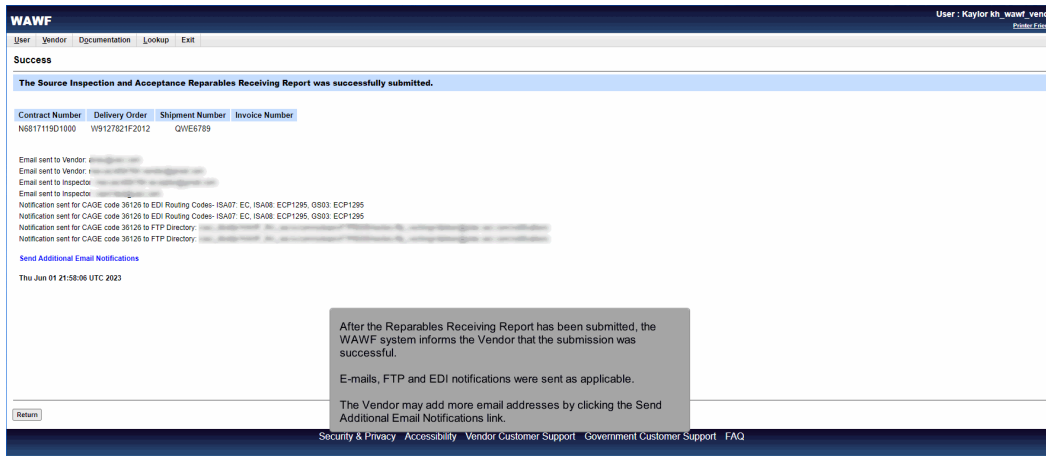 WAWF
User : Kaylor kh_wawf_vend
Printer Frien
User Vendor Documentation Lookup Exit
Success
The Source Inspection and Acceptance Reparables Receiving Report was successfully submitted.
Contract Number Delivery Order Shipment Number Invoice Number
N6817119D1000 W9127821F2012 QWE6789
Email sent to Vendor:
Email sent to Vendor:
Email sent to Inspector
Email sent to Inspector
Notification sent for CAGE code 36126 to EDI Routing Codes- ISA07: EC, ISA08: ECP1295, GS03: ECP1295
Notification sent for CAGE code 36126 to EDI Routing Codes- ISA07: EC, ISA08: ECP1295, GS03: ECP1295
Notification sent for CAGE code 36126 to FTP Directory:
Notification sent for CAGE code 36126 to FTP Directory:
Send Additional Email Notifications
Thu Jun 01 21:58:06 UTC 2023
After the Reparables Receiving Report has been submitted, the
WAWF system informs the Vendor that the submission was
successful.
E-mails, FTP and EDI notifications were sent as applicable.
The Vendor may add more email addresses by clicking the Send
Additional Email Notifications link.
Return
Security & Privacy Accessibility Vendor Customer Support Government Customer Support FAQ